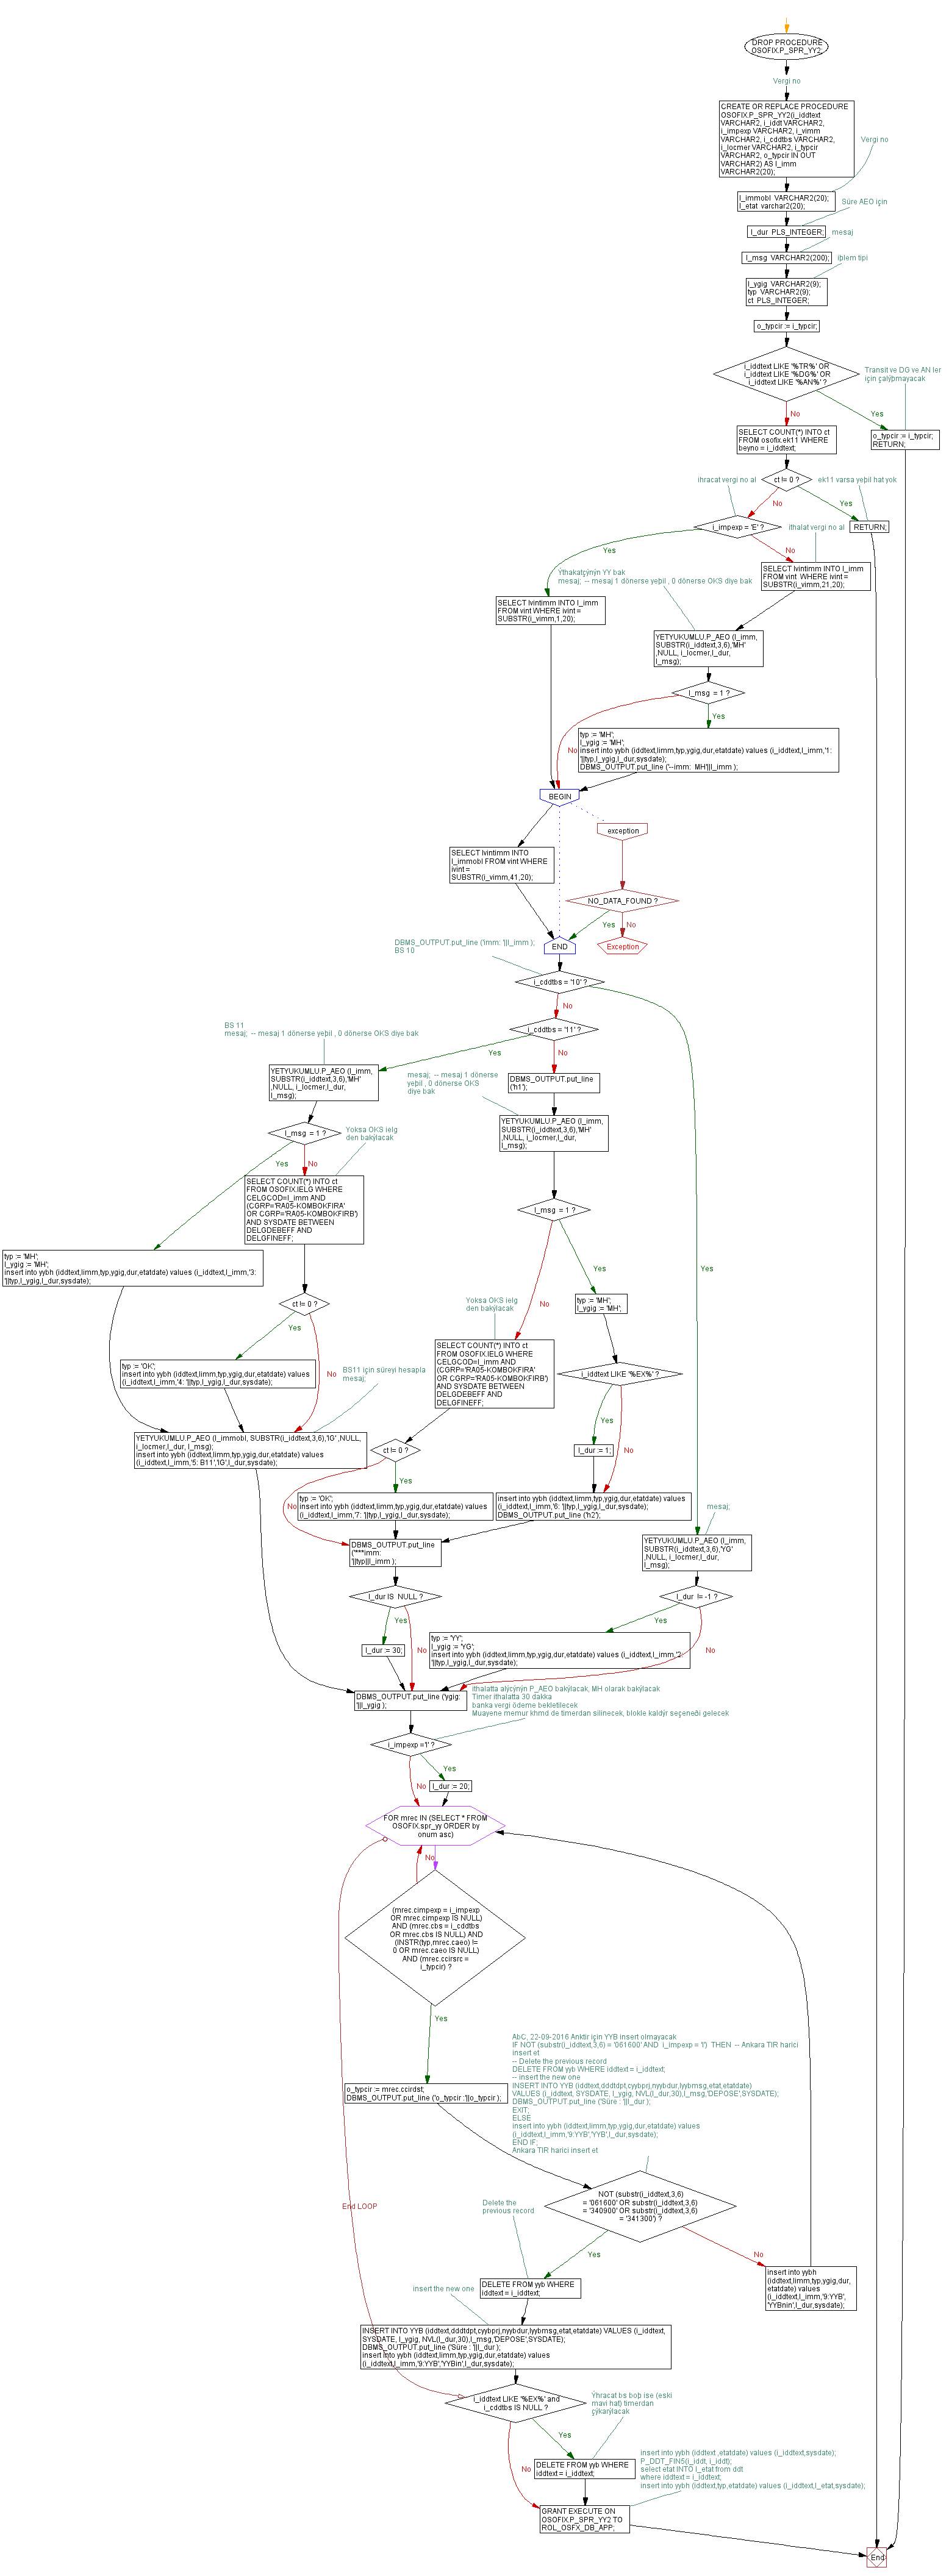 DROP PROCEDURE
OSOFIX.P_SPR_YY2;
Vergi no
CREATE OR REPLACE PROCEDURE
OSOFIX.P_SPR_YY2(i_iddtext
VARCHAR2, i_iddt VARCHAR2,
i_impexp VARCHAR2, i_vimm
VARCHAR2, i_cddtbs VARCHAR2,
i_locmer VARCHAR2, i_typcir
VARCHAR2, o_typcir IN OUT
VARCHAR2) AS l_imm
VARCHAR2(20);
Vergi no
l_immobl VARCHAR2(20);
l_etat varchar2(20);
Süre AEO için
l_dur PLS_INTEGER;
mesaj
l_msg VARCHAR2(200);
iþlem tipi
l_ygig VARCHAR2(9);
typ VARCHAR2(9);
ct PLS_INTEGER;
o_typcir := i_typcir;
i_iddtext LIKE '%TR%' OR
i_iddtext LIKE '%DG%' OR
i_iddtext LIKE '%AN%' ?
Transit ve DG ve AN ler
için çalýþmayacak
No
Yes
SELECT COUNT(*) INTO ct
FROM osofix.ek11 WHERE
beyno = i_iddtext;
o_typcir := i_typcir;
RETURN;
ihracat vergi no al
ct != 0 ?
ek11 varsa yeþil hat yok
No
Yes
i_impexp = 'E' ?
ithalat vergi no al
RETURN;
Yes
No
Ýthakatçýnýn YY bak
mesaj; -- mesaj 1 dönerse yeþil , 0 dönerse OKS diye bak
SELECT lvintimm INTO l_imm
FROM vint WHERE ivint =
SUBSTR(i_vimm,21,20);
SELECT lvintimm INTO l_imm
FROM vint WHERE ivint =
SUBSTR(i_vimm,1,20);
YETYUKUMLU.P_AEO (l_imm,
SUBSTR(i_iddtext,3,6),'MH'
,NULL, i_locmer,l_dur,
l_msg);
l_msg = 1 ?
Yes
No
typ := 'MH';
l_ygig := 'MH';
insert into yybh (iddtext,limm,typ,ygig,dur,etatdate) values (i_iddtext,l_imm,'1:
'||typ,l_ygig,l_dur,sysdate);
DBMS_OUTPUT.put_line ('--imm: MH'||l_imm );
BEGIN
exception
SELECT lvintimm INTO
l_immobl FROM vint WHERE
ivint =
SUBSTR(i_vimm,41,20);
NO_DATA_FOUND ?
Yes
No
DBMS_OUTPUT.put_line ('imm: '||l_imm );
BS 10
END
Exception
i_cddtbs = '10' ?
No
BS 11
mesaj; -- mesaj 1 dönerse yeþil , 0 dönerse OKS diye bak
i_cddtbs = '11' ?
Yes
No
YETYUKUMLU.P_AEO (l_imm,
SUBSTR(i_iddtext,3,6),'MH'
,NULL, i_locmer,l_dur,
l_msg);
mesaj; -- mesaj 1 dönerse
yeþil , 0 dönerse OKS
diye bak
DBMS_OUTPUT.put_line
('h1');
YETYUKUMLU.P_AEO (l_imm,
SUBSTR(i_iddtext,3,6),'MH'
,NULL, i_locmer,l_dur,
l_msg);
l_msg = 1 ?
Yoksa OKS ielg
den bakýlacak
Yes
No
SELECT COUNT(*) INTO ct
FROM OSOFIX.IELG WHERE
CELGCOD=l_imm AND
(CGRP='RA05-KOMBOKFIRA'
OR CGRP='RA05-KOMBOKFIRB')
AND SYSDATE BETWEEN
DELGDEBEFF AND
DELGFINEFF;
l_msg = 1 ?
typ := 'MH';
l_ygig := 'MH';
insert into yybh (iddtext,limm,typ,ygig,dur,etatdate) values (i_iddtext,l_imm,'3:
'||typ,l_ygig,l_dur,sysdate);
Yes
Yes
ct != 0 ?
Yoksa OKS ielg
den bakýlacak
No
typ := 'MH';
l_ygig := 'MH';
Yes
SELECT COUNT(*) INTO ct
FROM OSOFIX.IELG WHERE
CELGCOD=l_imm AND
(CGRP='RA05-KOMBOKFIRA'
OR CGRP='RA05-KOMBOKFIRB')
AND SYSDATE BETWEEN
DELGDEBEFF AND
DELGFINEFF;
i_iddtext LIKE '%EX%' ?
typ := 'OK';
insert into yybh (iddtext,limm,typ,ygig,dur,etatdate) values
(i_iddtext,l_imm,'4: '||typ,l_ygig,l_dur,sysdate);
No
BS11 için süreyi hesapla
mesaj;
Yes
No
YETYUKUMLU.P_AEO (l_immobl, SUBSTR(i_iddtext,3,6),'IG' ,NULL,
i_locmer,l_dur, l_msg);
insert into yybh (iddtext,limm,typ,ygig,dur,etatdate) values
(i_iddtext,l_imm,'5: B11','IG',l_dur,sysdate);
ct != 0 ?
l_dur := 1;
Yes
No
typ := 'OK';
insert into yybh (iddtext,limm,typ,ygig,dur,etatdate) values
(i_iddtext,l_imm,'7: '||typ,l_ygig,l_dur,sysdate);
insert into yybh (iddtext,limm,typ,ygig,dur,etatdate) values
(i_iddtext,l_imm,'6: '||typ,l_ygig,l_dur,sysdate);
DBMS_OUTPUT.put_line ('h2');
mesaj;
DBMS_OUTPUT.put_line
('***imm:
'||typ||l_imm );
YETYUKUMLU.P_AEO (l_imm,
SUBSTR(i_iddtext,3,6),'YG'
,NULL, i_locmer,l_dur,
l_msg);
l_dur IS NULL ?
l_dur != -1 ?
Yes
Yes
l_dur := 30;
No
typ := 'YY';
l_ygig := 'YG';
insert into yybh (iddtext,limm,typ,ygig,dur,etatdate) values (i_iddtext,l_imm,'2:
'||typ,l_ygig,l_dur,sysdate);
No
DBMS_OUTPUT.put_line ('ygig:
'||l_ygig );
ithalatta alýcýnýn P_AEO bakýlacak, MH olarak bakýlacak
Timer ithalatta 30 dakka
banka vergi ödeme bekletilecek
Muayene memur khmd de timerdan silinecek, blokle kaldýr seçeneði gelecek
i_impexp ='I' ?
Yes
No
l_dur := 20;
FOR mrec IN (SELECT * FROM
OSOFIX.spr_yy ORDER by
onum asc)
No
(mrec.cimpexp = i_impexp
OR mrec.cimpexp IS NULL)
AND (mrec.cbs = i_cddtbs
OR mrec.cbs IS NULL) AND
(INSTR(typ,mrec.caeo) !=
0 OR mrec.caeo IS NULL)
AND (mrec.ccirsrc =
i_typcir) ?
Yes
AbC, 22-09-2016 Anktir için YYB insert olmayacak
IF NOT (substr(i_iddtext,3,6) = '061600' AND i_impexp = 'I') THEN -- Ankara TIR harici
insert et
-- Delete the previous record
DELETE FROM yyb WHERE iddtext = i_iddtext;
-- insert the new one
INSERT INTO YYB (iddtext,dddtdpt,cyybprj,nyybdur,lyybmsg,etat,etatdate)
VALUES (i_iddtext, SYSDATE, l_ygig, NVL(l_dur,30),l_msg,'DEPOSE',SYSDATE);
DBMS_OUTPUT.put_line ('Süre : '||l_dur );
EXIT;
ELSE
insert into yybh (iddtext,limm,typ,ygig,dur,etatdate) values
(i_iddtext,l_imm,'9:YYB','YYB',l_dur,sysdate);
END IF;
Ankara TIR harici insert et
o_typcir := mrec.ccirdst;
DBMS_OUTPUT.put_line ('o_typcir :'||o_typcir );
NOT (substr(i_iddtext,3,6)
= '061600' OR substr(i_iddtext,3,6)
= '340900' OR substr(i_iddtext,3,6)
= '341300') ?
End LOOP
Delete the
previous record
Yes
No
insert into yybh
(iddtext,limm,typ,ygig,dur,
etatdate) values
(i_iddtext,l_imm,'9:YYB',
'YYBnin',l_dur,sysdate);
insert the new one
DELETE FROM yyb WHERE
iddtext = i_iddtext;
INSERT INTO YYB (iddtext,dddtdpt,cyybprj,nyybdur,lyybmsg,etat,etatdate) VALUES (i_iddtext,
SYSDATE, l_ygig, NVL(l_dur,30),l_msg,'DEPOSE',SYSDATE);
DBMS_OUTPUT.put_line ('Süre : '||l_dur );
insert into yybh (iddtext,limm,typ,ygig,dur,etatdate) values
(i_iddtext,l_imm,'9:YYB','YYBin',l_dur,sysdate);
i_iddtext LIKE '%EX%' and
i_cddtbs IS NULL ?
Ýhracat bs boþ ise (eski
mavi hat) timerdan
çýkarýlacak
Yes
No
DELETE FROM yyb WHERE
iddtext = i_iddtext;
insert into yybh (iddtext ,etatdate) values (i_iddtext,sysdate);
P_DDT_FIN5(i_iddt, i_iddt);
select etat INTO l_etat from ddt
where iddtext = i_iddtext;
insert into yybh (iddtext,typ,etatdate) values (i_iddtext,l_etat,sysdate);
GRANT EXECUTE ON
OSOFIX.P_SPR_YY2 TO
ROL_OSFX_DB_APP;
End